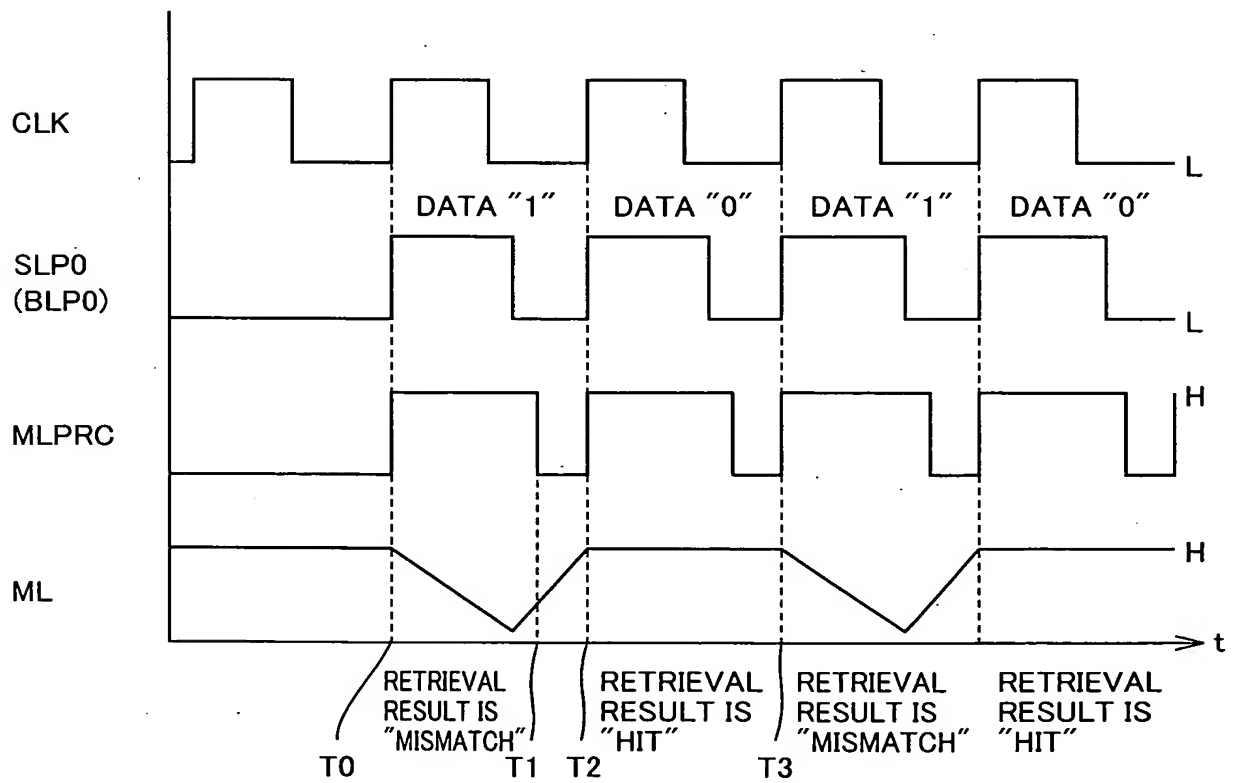 CLK
L
DATA "1"
DATA "0"
DATA "1"
DATA "0"
SLP0
(BLP0)
L
MLPRC
H
ML
H
t
RETRIEVAL
RESULT IS
"MISMATCH"
RETRIEVAL
RESULT IS
"HIT"
RETRIEVAL
RESULT IS
"MISMATCH"
RETRIEVAL
RESULT IS
"HIT"
T0
T1
T2
T3